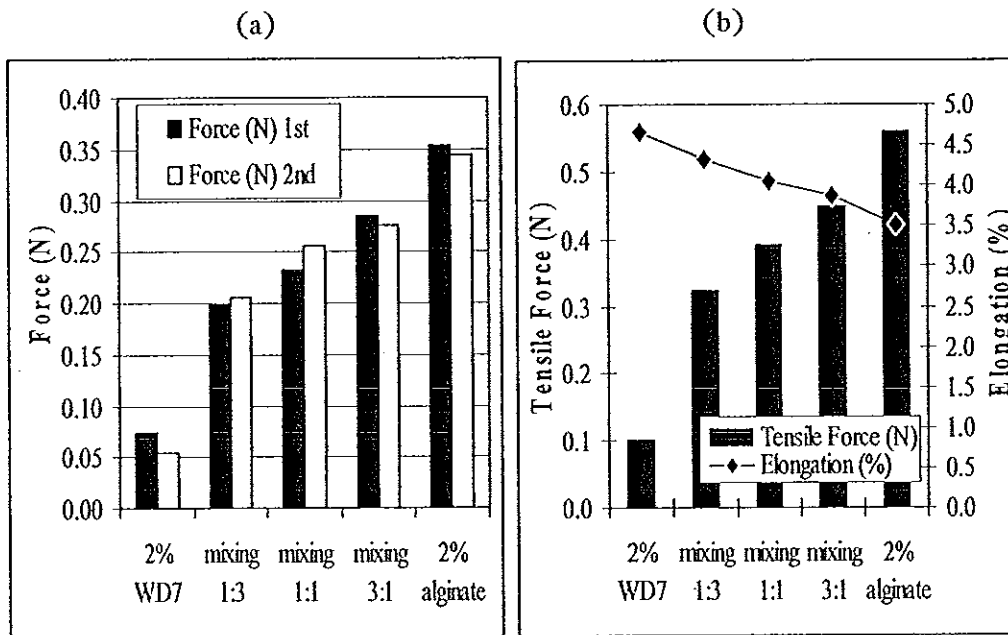 (a)
Force (N)
0.40
0.35
0.30
0.25
0.20
0.15
0.10
0.05
0.00
Force (N) 1st
Force (N) 2nd
2% WD7
mixing 1:3
mixing 1:1
mixing 3:1
2% alginate
(b)
Tensile Force (N)
0.6
0.5
0.4
0.3
0.2
0.1
0.0
5.0
4.5
4.0
3.5
3.0
2.5
2.0
1.5
1.0
0.5
0.0
Elongation (%)
Tensile Force (N)
Elongation (%)
2% WD7
mixing 1:3
mixing 1:1
mixing 3:1
2% alginate